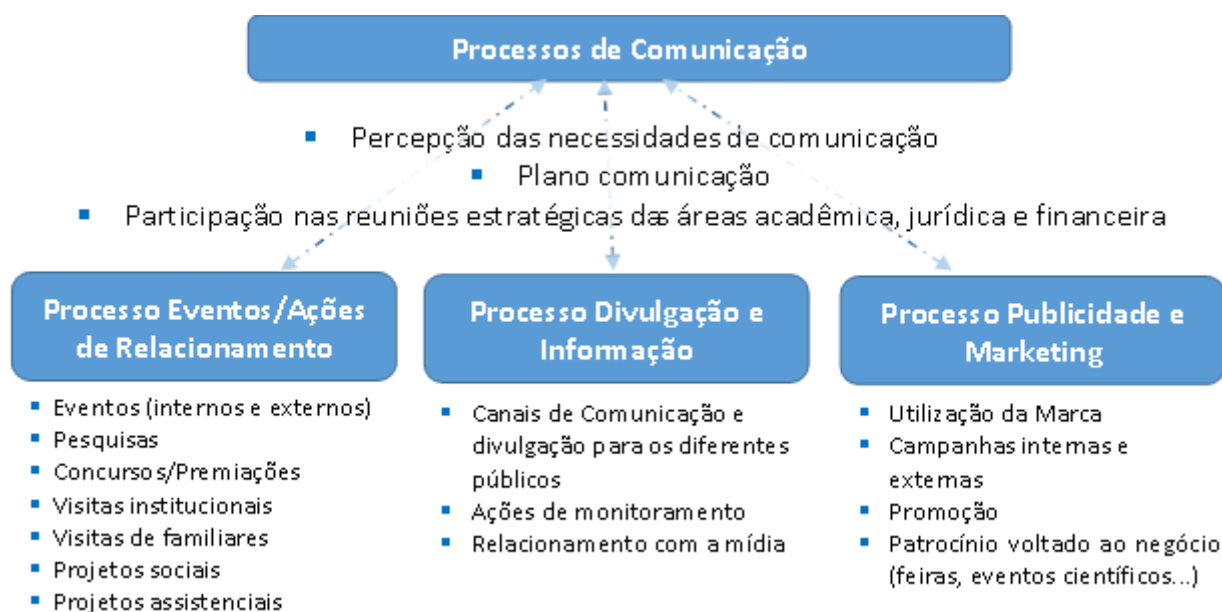 Processos de Comunicação
▪ Percepção das necessidades de comunicação
▪ Plano comunicação
▪ Participação nas reuniões estratégicas das áreas acadêmica, jurídica e financeira
Processo Eventos/Ações
de Relacionamento
▪ Eventos (internos e externos)
▪ Pesquisas
▪ Concursos/Premiações
▪ Visitas institucionais
▪ Visitas de familiares
▪ Projetos sociais
▪ Projetos assistenciais
Processo Divulgação e
Informação
▪ Canais de Comunicação e
divulgação para os diferentes
públicos
▪ Ações de monitoramento
▪ Relacionamento com a mídia
Processo Publicidade e
Marketing
▪ Utilização da Marca
▪ Campanhas internas e
externas
▪ Promoção
▪ Patrocínio voltado ao negócio
(feiras, eventos científicos...)